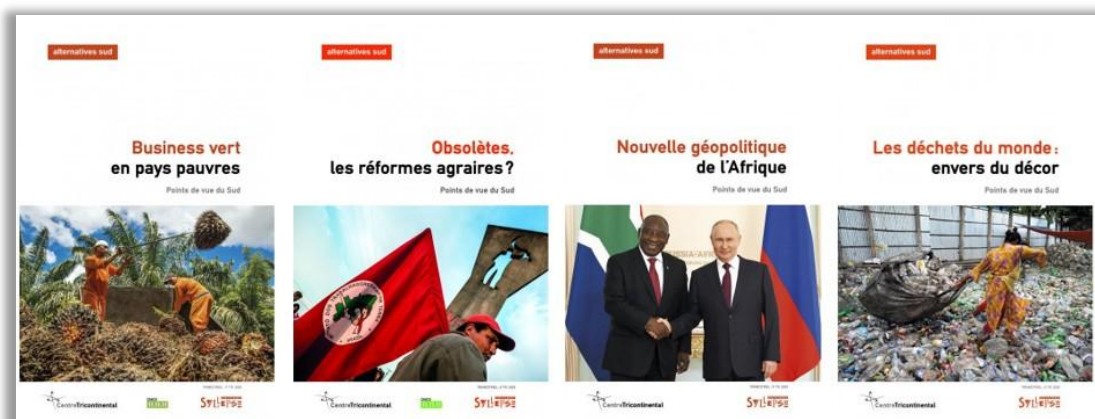 alternatives sud
Business vert
en pays pauvres
Points de vue du Sud
CentreTricontinental
SYLLEPSE
alternatives sud
Obsolètes,
les réformes agraires?
Points de vue du Sud
CentreTricontinental
SYLLEPSE
alternatives sud
Nouvelle géopolitique
de l'Afrique
Points de vue du Sud
CentreTricontinental
SYLLEPSE
alternatives sud
Les déchets du monde:
envers du décor
Points de vue du Sud
CentreTricontinental
SYLLEPSE